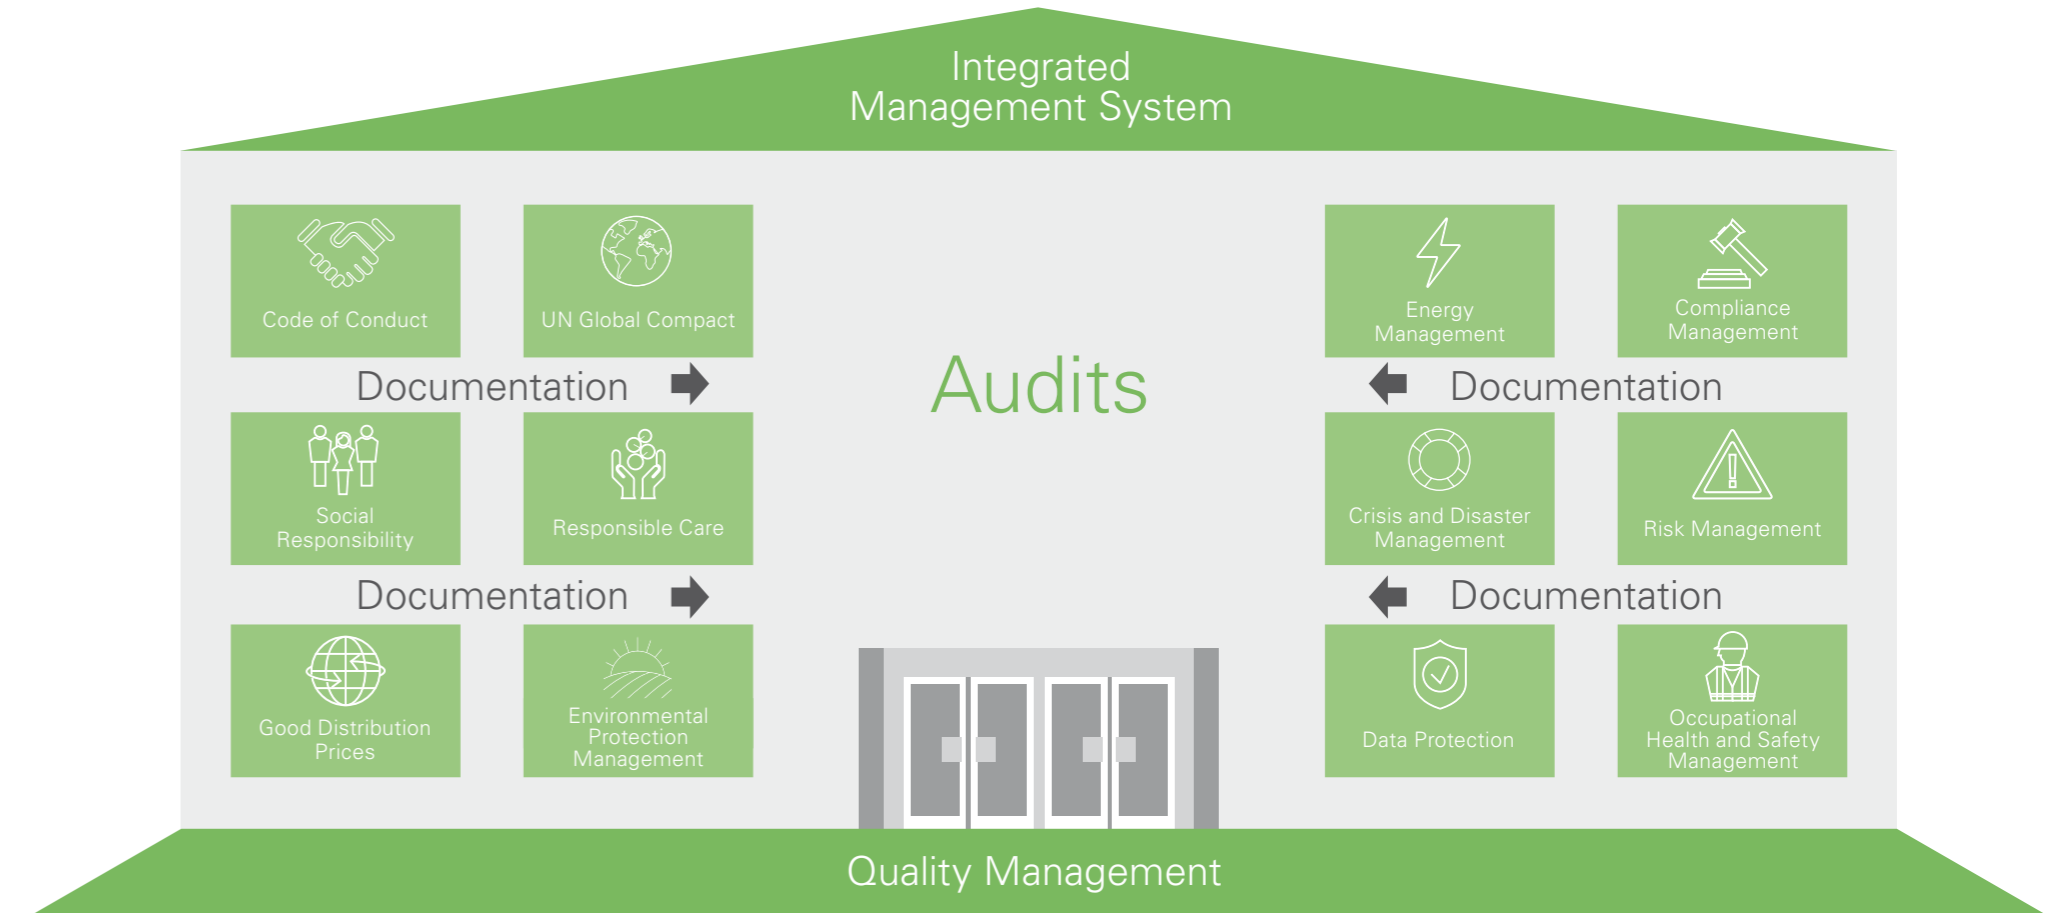 Integrated
Management System
Code of Conduct
UN Global Compact
Energy
Management
Compliance
Management
Documentation
Audits
Documentation
Social
Responsibility
Responsible Care
Crisis and Disaster
Management
Risk Management
Documentation
Documentation
Good Distribution
Prices
Environmental
Protection
Management
Data Protection
Occupational
Health and Safety
Management
Quality Management